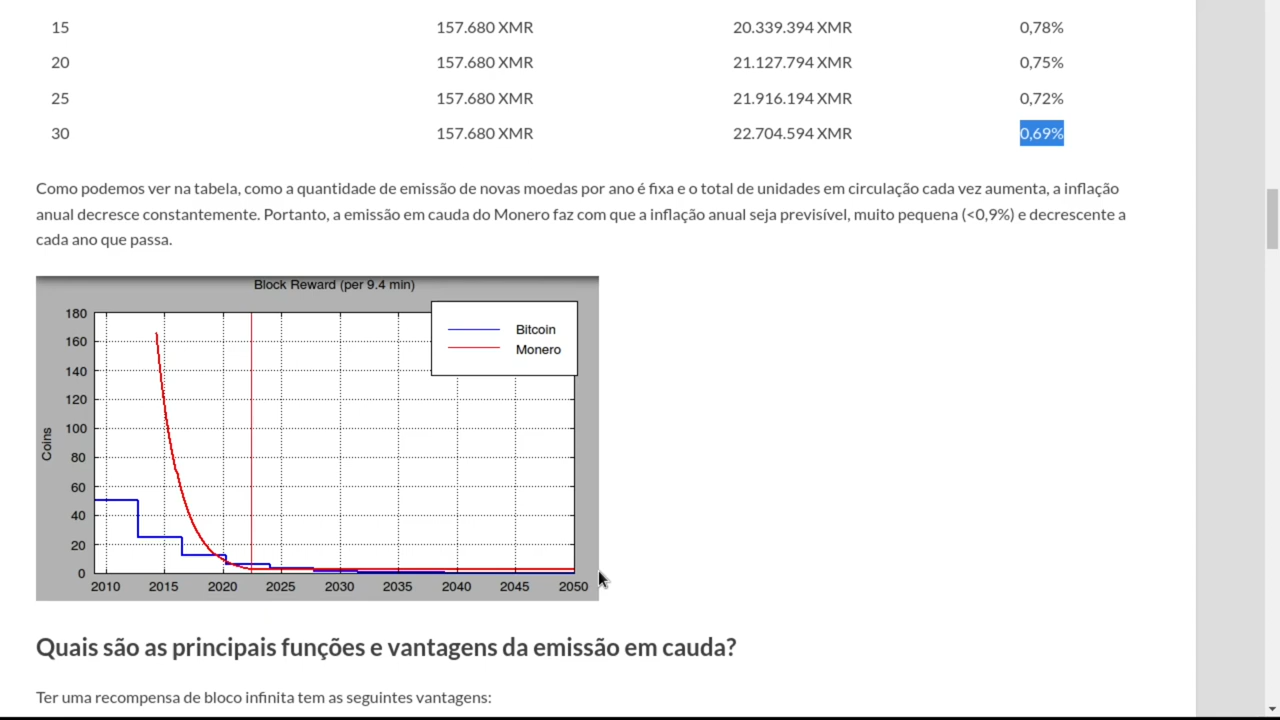 15 157.680 XMR 20.339.394 XMR 0,78%
20 157.680 XMR 21.127.794 XMR 0,75%
25 157.680 XMR 21.916.194 XMR 0,72%
30 157.680 XMR 22.704.594 XMR 0,69%
Como podemos ver na tabela, como a quantidade de emissão de novas moedas por ano é fixa e o total de unidades em circulação cada vez aumenta, a inflação
anual decresce constantemente. Portanto, a emissão em cauda do Monero faz com que a inflação anual seja previsível, muito pequena (<0,9%) e decrescente a
cada ano que passa.
Block Reward (per 9.4 min)
180
160
140
120
100
80
60
40
20
0
Coins
Bitcoin
Monero
2010 2015 2020 2025 2030 2035 2040 2045 2050
Quais são as principais funções e vantagens da emissão em cauda?
Ter uma recompensa de bloco infinita tem as seguintes vantagens: